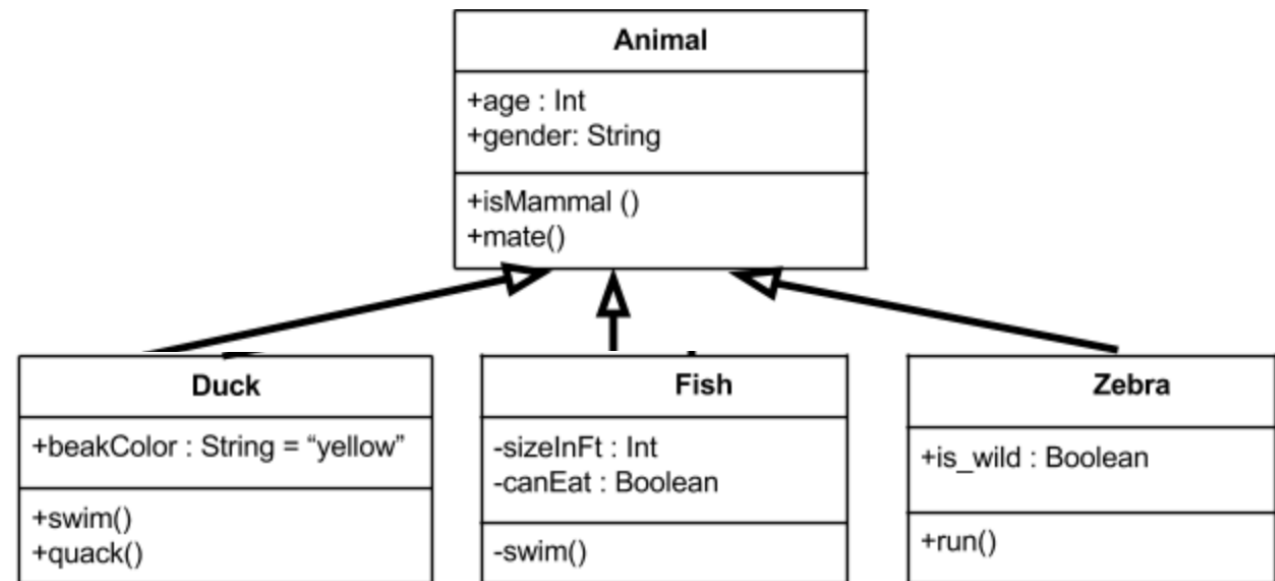 Animal
+age : Int
+gender: String
+isMammal ()
+mate()
Duck
+beakColor : String = “yellow”
+swim()
+quack()
Fish
-sizeInFt : Int
-canEat : Boolean
-swim()
Zebra
+is_wild : Boolean
+run()